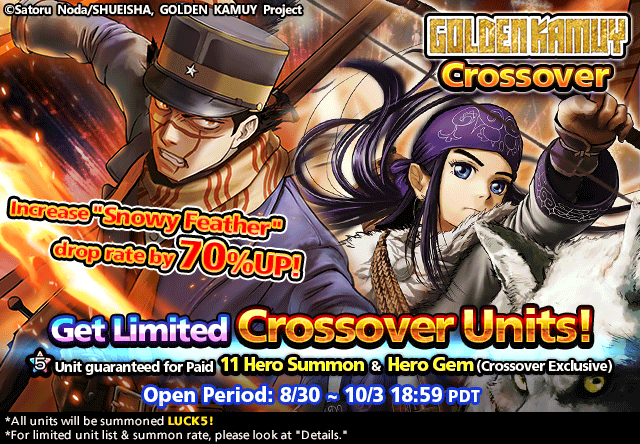 ©Satoru Noda/SHUEISHA, GOLDEN KAMUY Project
GOLDEN KAMUY
Crossover
Increase "Snowy Feather"
drop rate by 70%UP!
Get Limited Crossover Units!
5 Unit guaranteed for Paid 11 Hero Summon & Hero Gem (Crossover Exclusive)
Open Period: 8/30 ~ 10/3 18:59 PDT
*All units will be summoned LUCK5!
*For limited unit list & summon rate, please look at "Details."